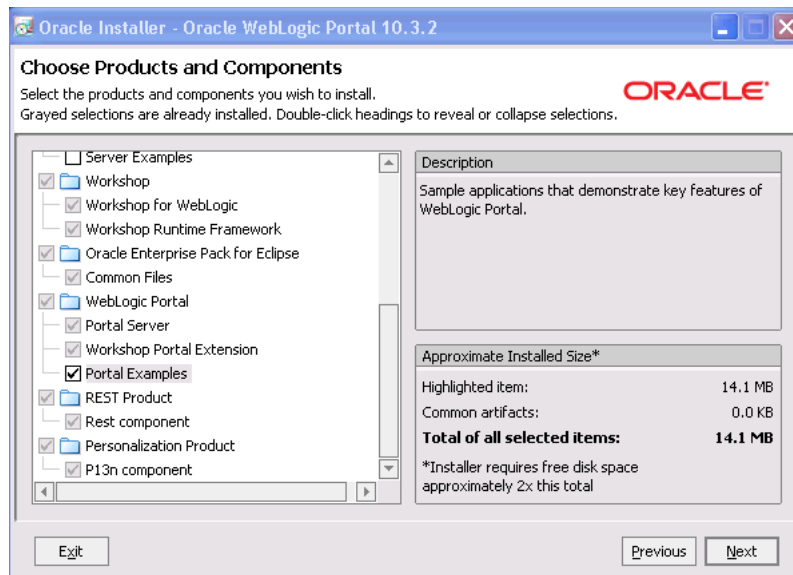 Oracle Installer - Oracle WebLogic Portal 10.3.2
Choose Products and Components
Select the products and components you wish to install.
Grayed selections are already installed. Double-click headings to reveal or collapse selections.
ORACLE
Server Examples
Workshop
Workshop for WebLogic
Workshop Runtime Framework
Oracle Enterprise Pack for Eclipse
Common Files
WebLogic Portal
Portal Server
Workshop Portal Extension
Portal Examples
REST Product
Rest component
Personalization Product
P13n component
Description
Sample applications that demonstrate key features of
WebLogic Portal.
Approximate Installed Size*
Highlighted item: 14.1 MB
Common artifacts: 0.0 KB
Total of all selected items: 14.1 MB
*Installer requires free disk space
approximately 2x this total
Exit
Previous
Next